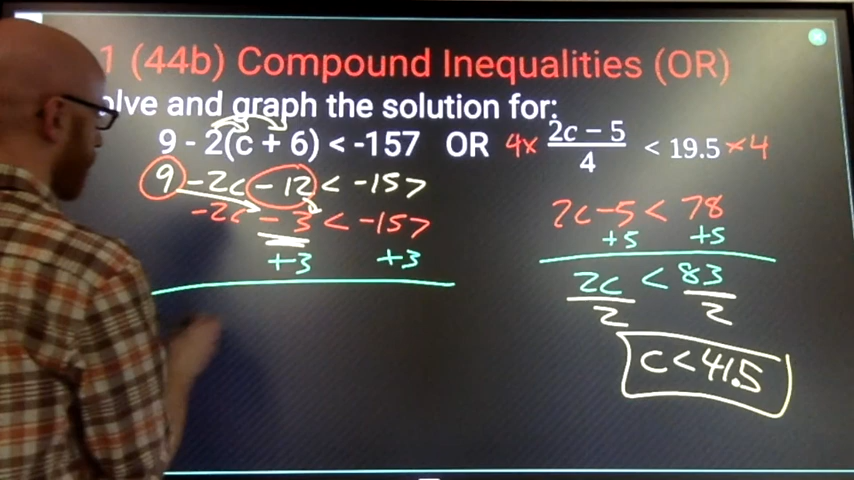 1 (44b) Compound Inequalities (OR)
olve and graph the solution for:
9 - 2(c + 6) < -157 OR 4x (2c - 5)/4 < 19.5 x4
9 - 2c - 12 < -157
-2c - 3 < -157
+3 +3
2c - 5 < 78
+5 +5
2c < 83
2 2
c < 41.5